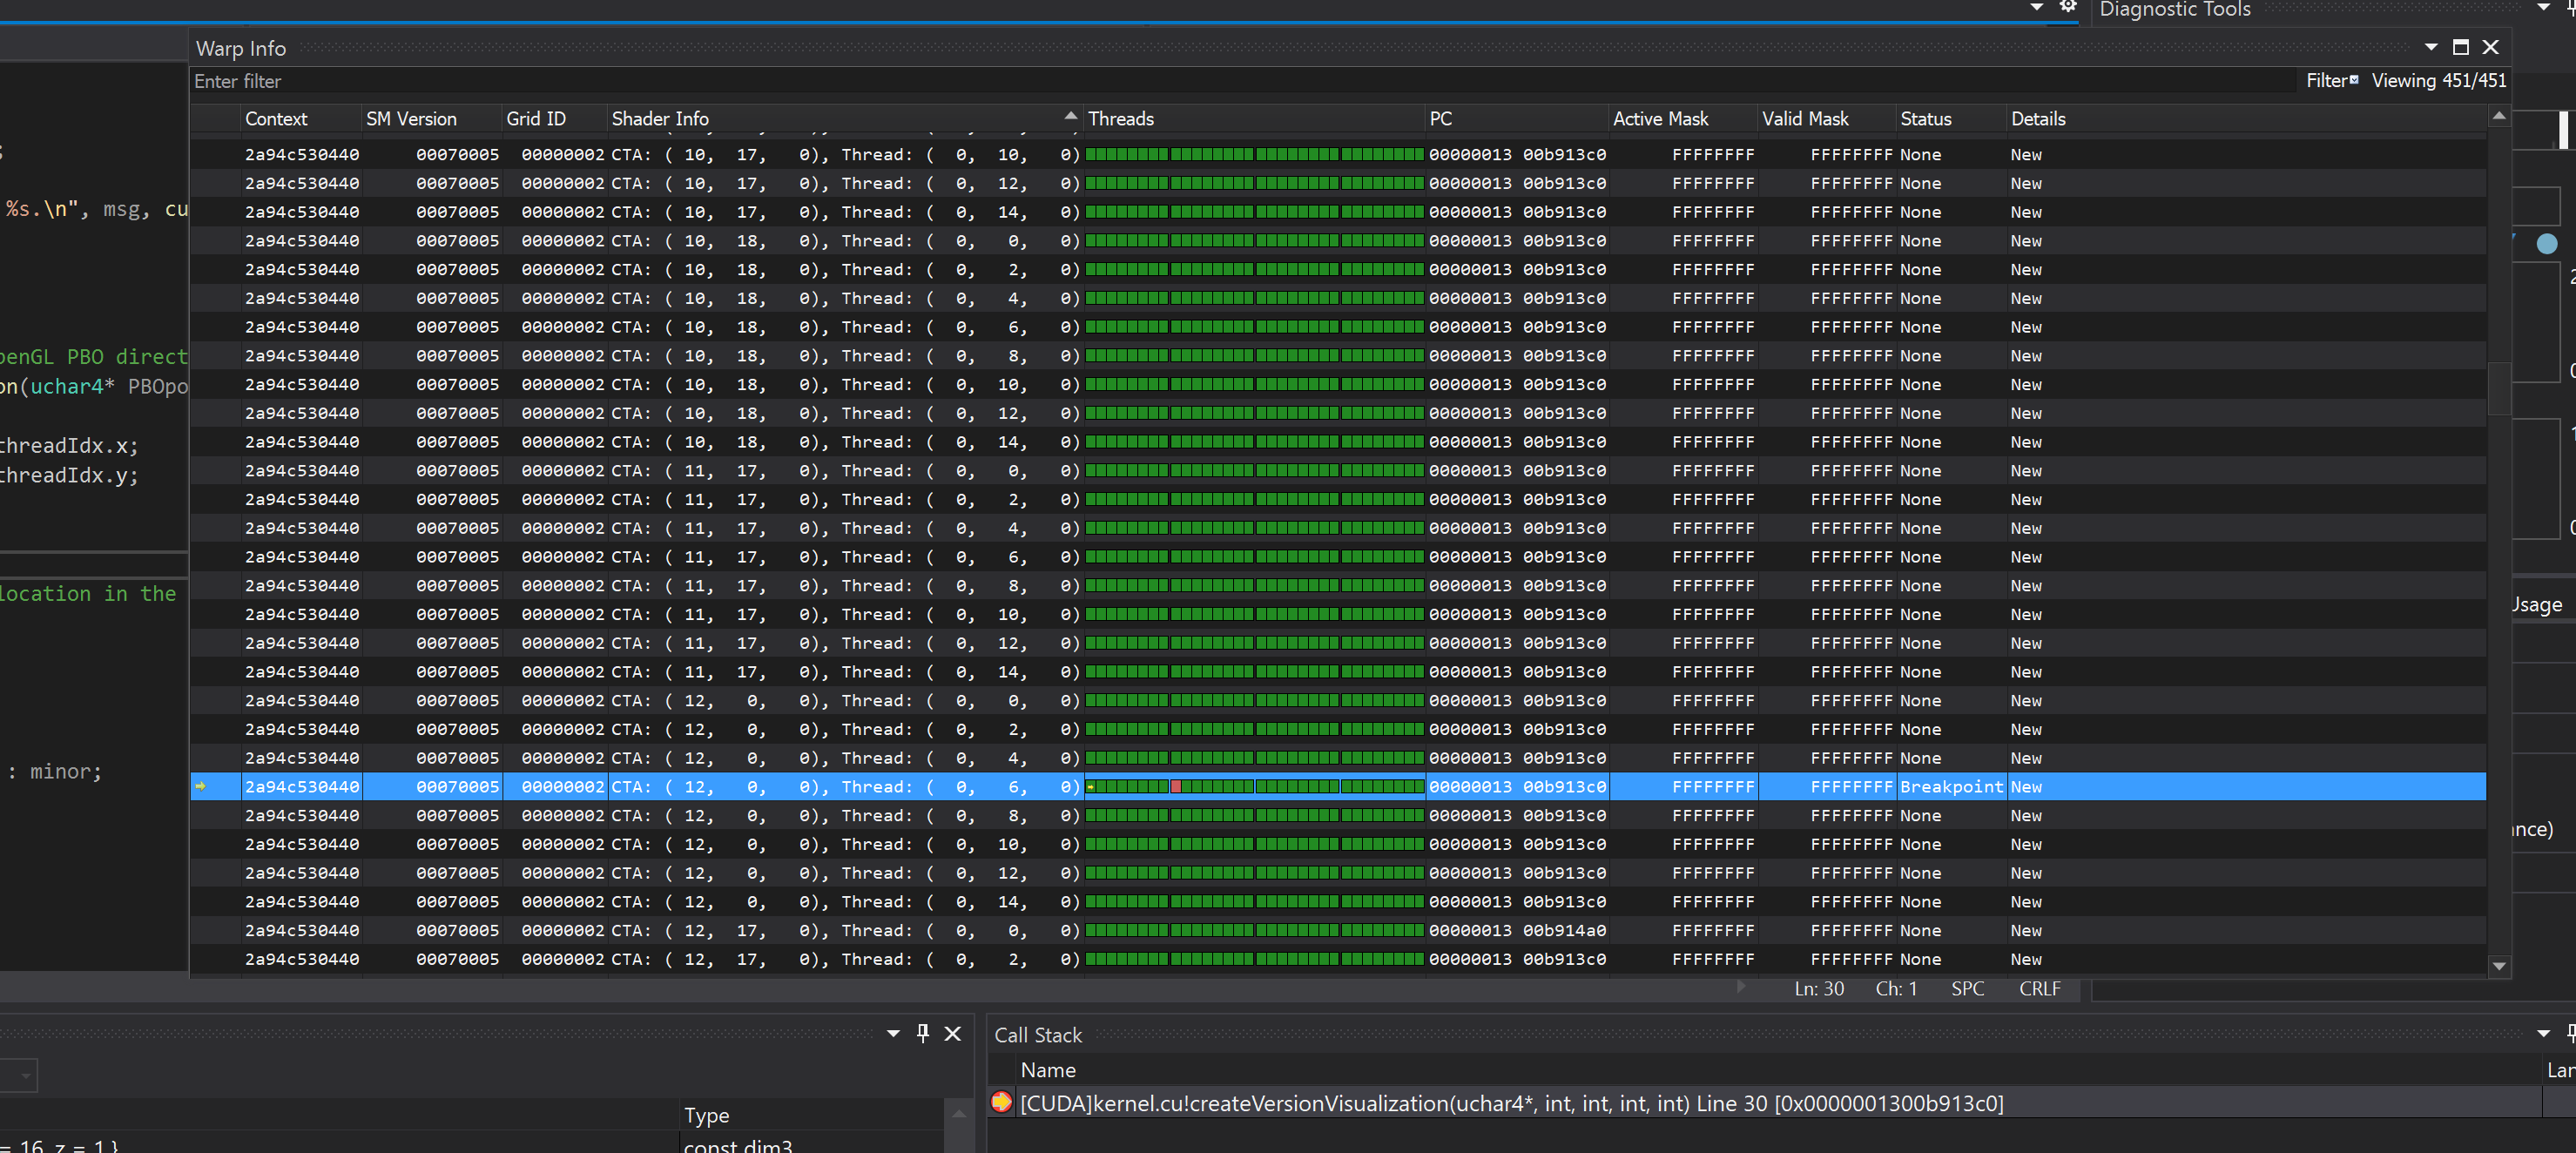 Diagnostic Tools
Warp Info
Enter filter
Filter Viewing 451/451
Context SM Version Grid ID Shader Info Threads PC Active Mask Valid Mask Status Details
2a94c530440 00070005 00000002 CTA: ( 10, 17, 0), Thread: ( 0, 10, 0) 00000013 00b913c0 FFFFFFFF FFFFFFFF None New
2a94c530440 00070005 00000002 CTA: ( 10, 17, 0), Thread: ( 0, 12, 0) 00000013 00b913c0 FFFFFFFF FFFFFFFF None New
2a94c530440 00070005 00000002 CTA: ( 10, 17, 0), Thread: ( 0, 14, 0) 00000013 00b913c0 FFFFFFFF FFFFFFFF None New
2a94c530440 00070005 00000002 CTA: ( 10, 18, 0), Thread: ( 0, 0, 0) 00000013 00b913c0 FFFFFFFF FFFFFFFF None New
2a94c530440 00070005 00000002 CTA: ( 10, 18, 0), Thread: ( 0, 2, 0) 00000013 00b913c0 FFFFFFFF FFFFFFFF None New
2a94c530440 00070005 00000002 CTA: ( 10, 18, 0), Thread: ( 0, 4, 0) 00000013 00b913c0 FFFFFFFF FFFFFFFF None New
2a94c530440 00070005 00000002 CTA: ( 10, 18, 0), Thread: ( 0, 6, 0) 00000013 00b913c0 FFFFFFFF FFFFFFFF None New
2a94c530440 00070005 00000002 CTA: ( 10, 18, 0), Thread: ( 0, 8, 0) 00000013 00b913c0 FFFFFFFF FFFFFFFF None New
2a94c530440 00070005 00000002 CTA: ( 10, 18, 0), Thread: ( 0, 10, 0) 00000013 00b913c0 FFFFFFFF FFFFFFFF None New
2a94c530440 00070005 00000002 CTA: ( 10, 18, 0), Thread: ( 0, 12, 0) 00000013 00b913c0 FFFFFFFF FFFFFFFF None New
2a94c530440 00070005 00000002 CTA: ( 10, 18, 0), Thread: ( 0, 14, 0) 00000013 00b913c0 FFFFFFFF FFFFFFFF None New
2a94c530440 00070005 00000002 CTA: ( 11, 17, 0), Thread: ( 0, 0, 0) 00000013 00b913c0 FFFFFFFF FFFFFFFF None New
2a94c530440 00070005 00000002 CTA: ( 11, 17, 0), Thread: ( 0, 2, 0) 00000013 00b913c0 FFFFFFFF FFFFFFFF None New
2a94c530440 00070005 00000002 CTA: ( 11, 17, 0), Thread: ( 0, 4, 0) 00000013 00b913c0 FFFFFFFF FFFFFFFF None New
2a94c530440 00070005 00000002 CTA: ( 11, 17, 0), Thread: ( 0, 6, 0) 00000013 00b913c0 FFFFFFFF FFFFFFFF None New
2a94c530440 00070005 00000002 CTA: ( 11, 17, 0), Thread: ( 0, 8, 0) 00000013 00b913c0 FFFFFFFF FFFFFFFF None New
2a94c530440 00070005 00000002 CTA: ( 11, 17, 0), Thread: ( 0, 10, 0) 00000013 00b913c0 FFFFFFFF FFFFFFFF None New
2a94c530440 00070005 00000002 CTA: ( 11, 17, 0), Thread: ( 0, 12, 0) 00000013 00b913c0 FFFFFFFF FFFFFFFF None New
2a94c530440 00070005 00000002 CTA: ( 11, 17, 0), Thread: ( 0, 14, 0) 00000013 00b913c0 FFFFFFFF FFFFFFFF None New
2a94c530440 00070005 00000002 CTA: ( 12, 0, 0), Thread: ( 0, 0, 0) 00000013 00b913c0 FFFFFFFF FFFFFFFF None New
2a94c530440 00070005 00000002 CTA: ( 12, 0, 0), Thread: ( 0, 2, 0) 00000013 00b913c0 FFFFFFFF FFFFFFFF None New
2a94c530440 00070005 00000002 CTA: ( 12, 0, 0), Thread: ( 0, 4, 0) 00000013 00b913c0 FFFFFFFF FFFFFFFF None New
2a94c530440 00070005 00000002 CTA: ( 12, 0, 0), Thread: ( 0, 6, 0) 00000013 00b913c0 FFFFFFFF FFFFFFFF Breakpoint New
2a94c530440 00070005 00000002 CTA: ( 12, 0, 0), Thread: ( 0, 8, 0) 00000013 00b913c0 FFFFFFFF FFFFFFFF None New
2a94c530440 00070005 00000002 CTA: ( 12, 0, 0), Thread: ( 0, 10, 0) 00000013 00b913c0 FFFFFFFF FFFFFFFF None New
2a94c530440 00070005 00000002 CTA: ( 12, 0, 0), Thread: ( 0, 12, 0) 00000013 00b913c0 FFFFFFFF FFFFFFFF None New
2a94c530440 00070005 00000002 CTA: ( 12, 0, 0), Thread: ( 0, 14, 0) 00000013 00b913c0 FFFFFFFF FFFFFFFF None New
2a94c530440 00070005 00000002 CTA: ( 12, 17, 0), Thread: ( 0, 0, 0) 00000013 00b914a0 FFFFFFFF FFFFFFFF None New
2a94c530440 00070005 00000002 CTA: ( 12, 17, 0), Thread: ( 0, 2, 0) 00000013 00b913c0 FFFFFFFF FFFFFFFF None New
;
%s.\n", msg, cu
penGL PBO direct
on(uchar4* PBOpo
threadIdx.x;
threadIdx.y;
location in the
: minor;
Usage
nce)
Ln: 30 Ch: 1 SPC CRLF
Type
= 16, z = 1 }
const dim3
Call Stack
Name Lan
[CUDA]kernel.cu!createVersionVisualization(uchar4*, int, int, int, int) Line 30 [0x0000001300b913c0]